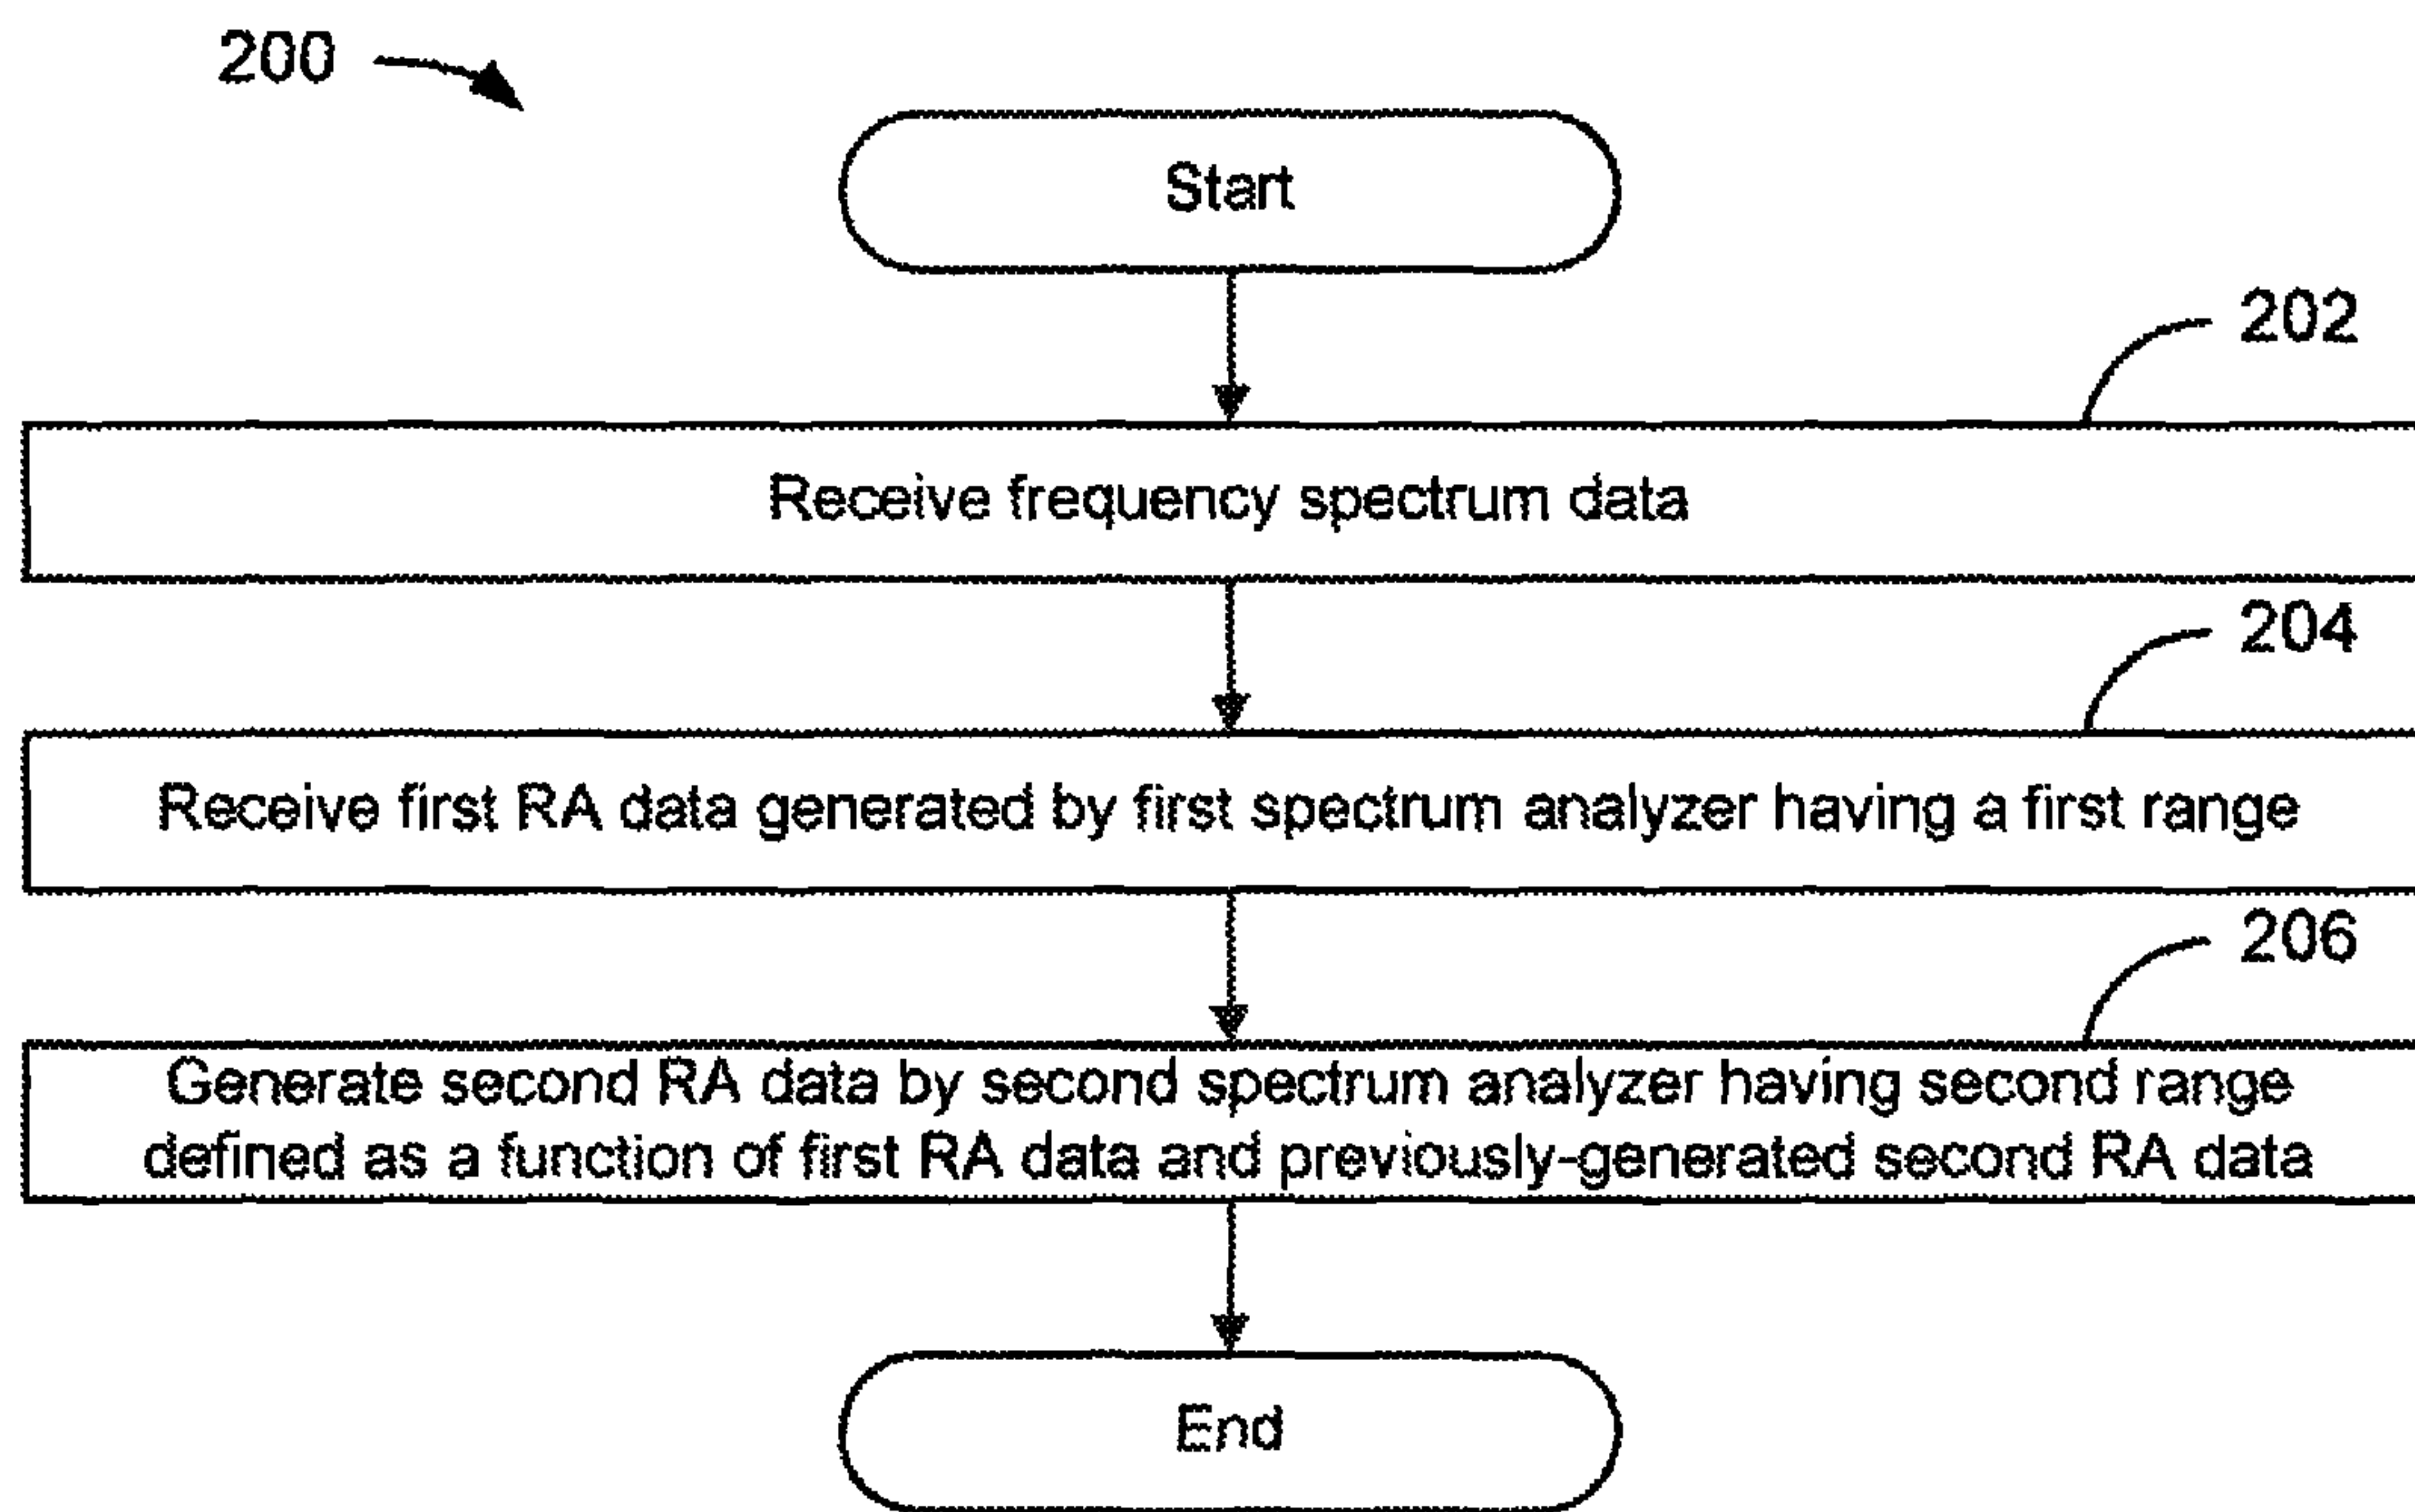 200
Start
202
Receive frequency spectrum data
204
Receive first RA data generated by first spectrum analyzer having a first range
206
Generate second RA data by second spectrum analyzer having second range
defined as a function of first RA data and previously-generated second RA data
End